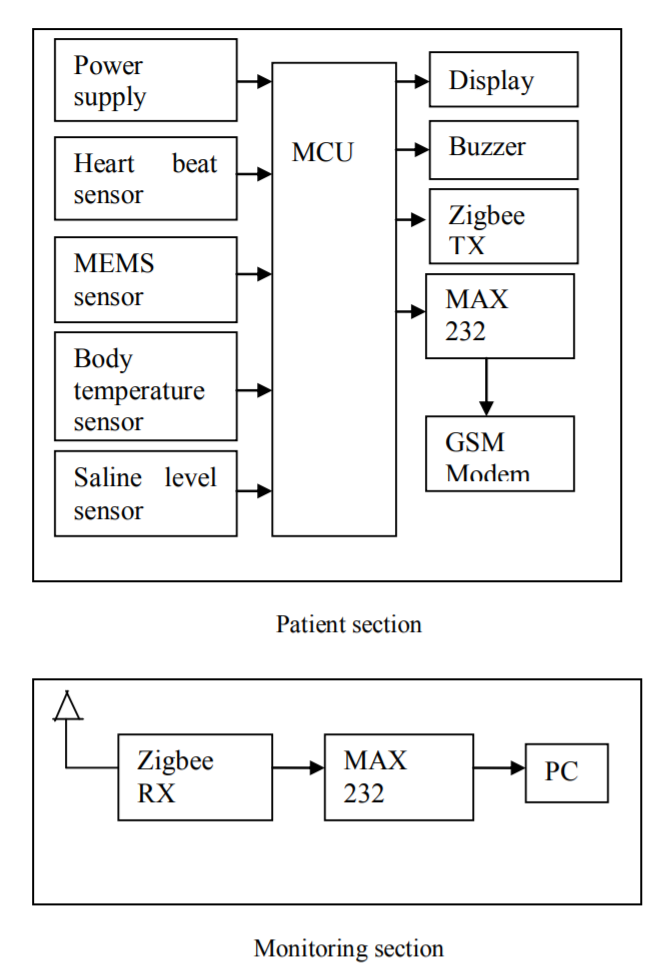 Power
supply
Heart beat
sensor
MEMS
sensor
Body
temperature
sensor
Saline level
sensor
MCU
Display
Buzzer
Zigbee
TX
MAX
232
GSM
Modem
Patient section
Zigbee
RX
MAX
232
PC
Monitoring section